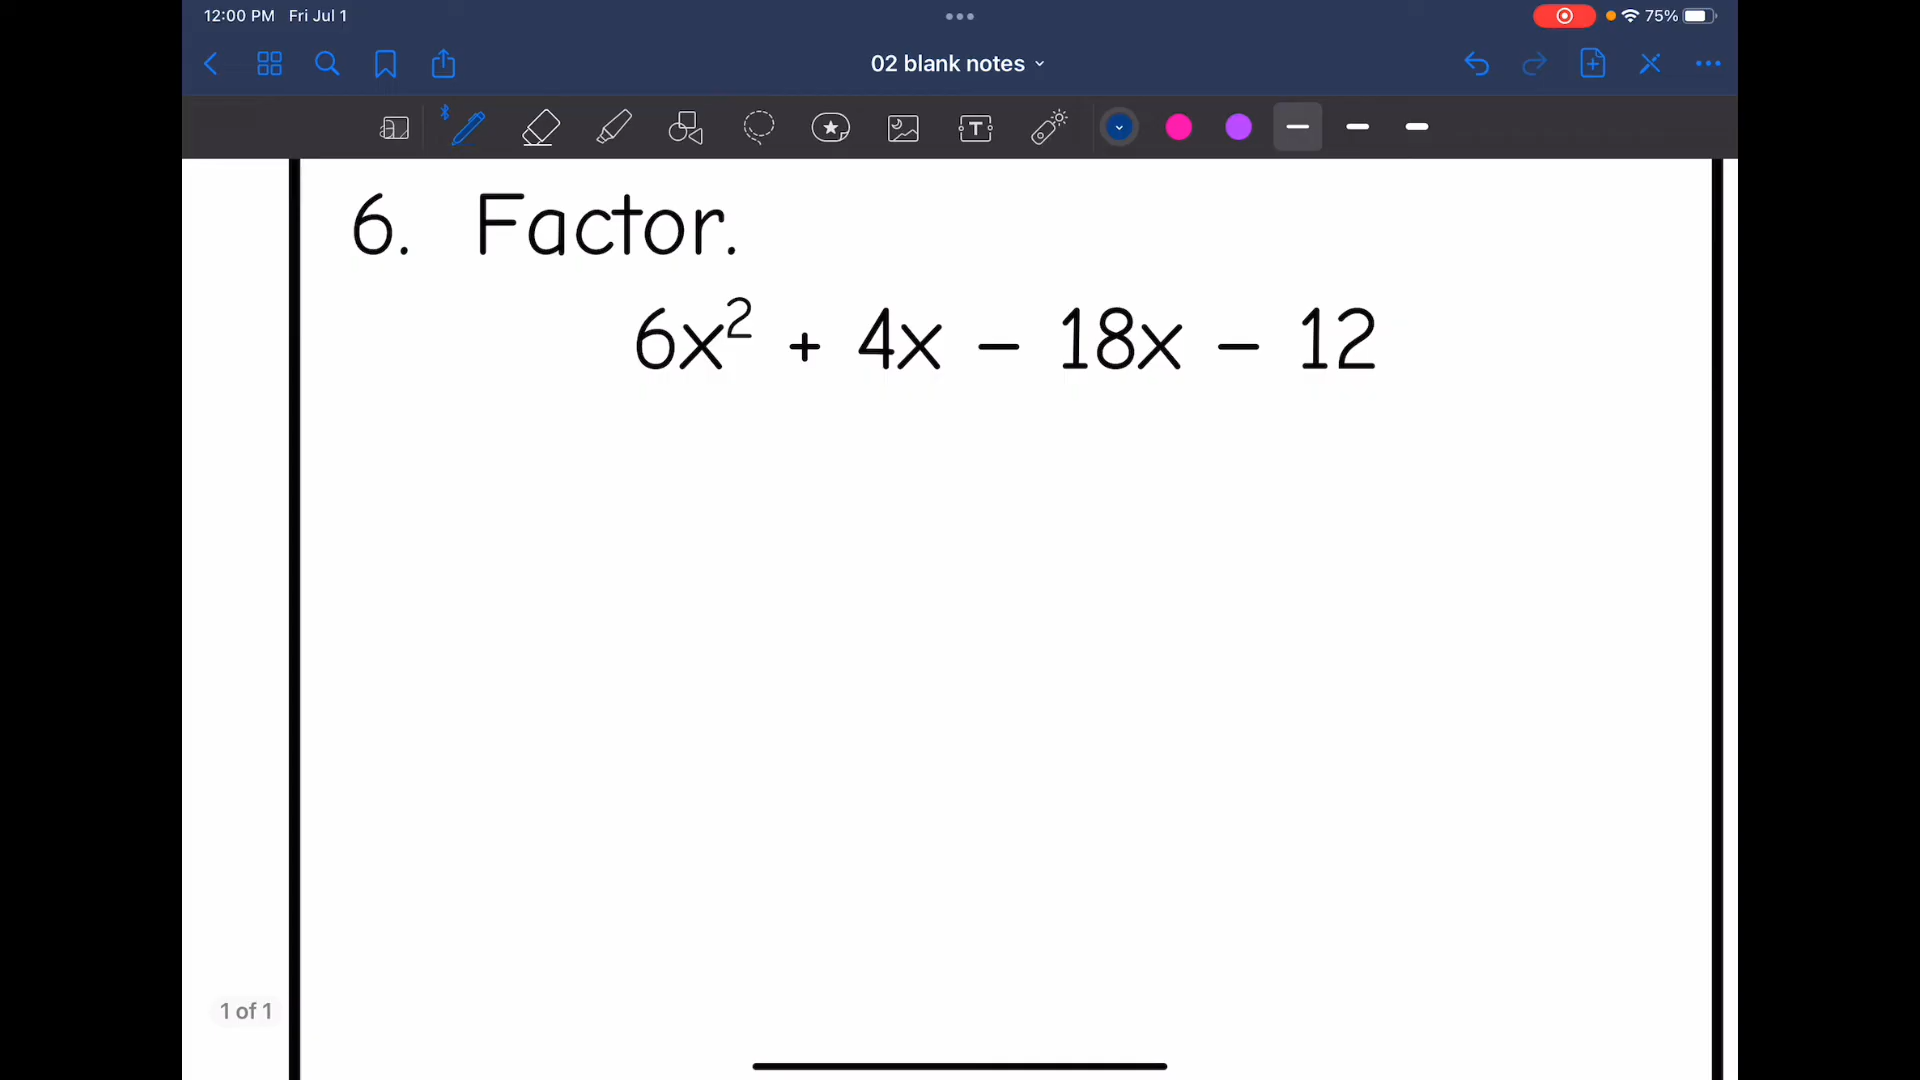 12:00 PM Fri Jul 1
75%
02 blank notes
T
6. Factor.
6x² + 4x − 18x − 12
1 of 1